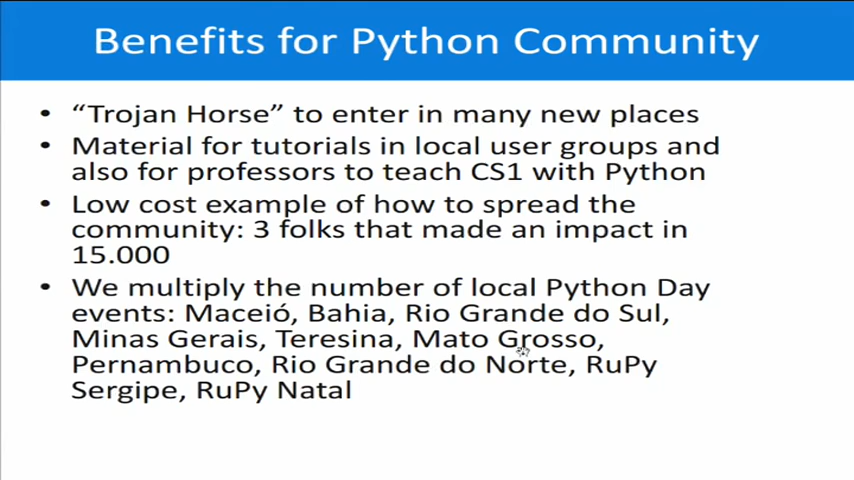 Benefits for Python Community
• “Trojan Horse” to enter in many new places
• Material for tutorials in local user groups and
also for professors to teach CS1 with Python
• Low cost example of how to spread the
community: 3 folks that made an impact in
15.000
• We multiply the number of local Python Day
events: Maceió, Bahia, Rio Grande do Sul,
Minas Gerais, Teresina, Mato Grosso,
Pernambuco, Rio Grande do Norte, RuPy
Sergipe, RuPy Natal